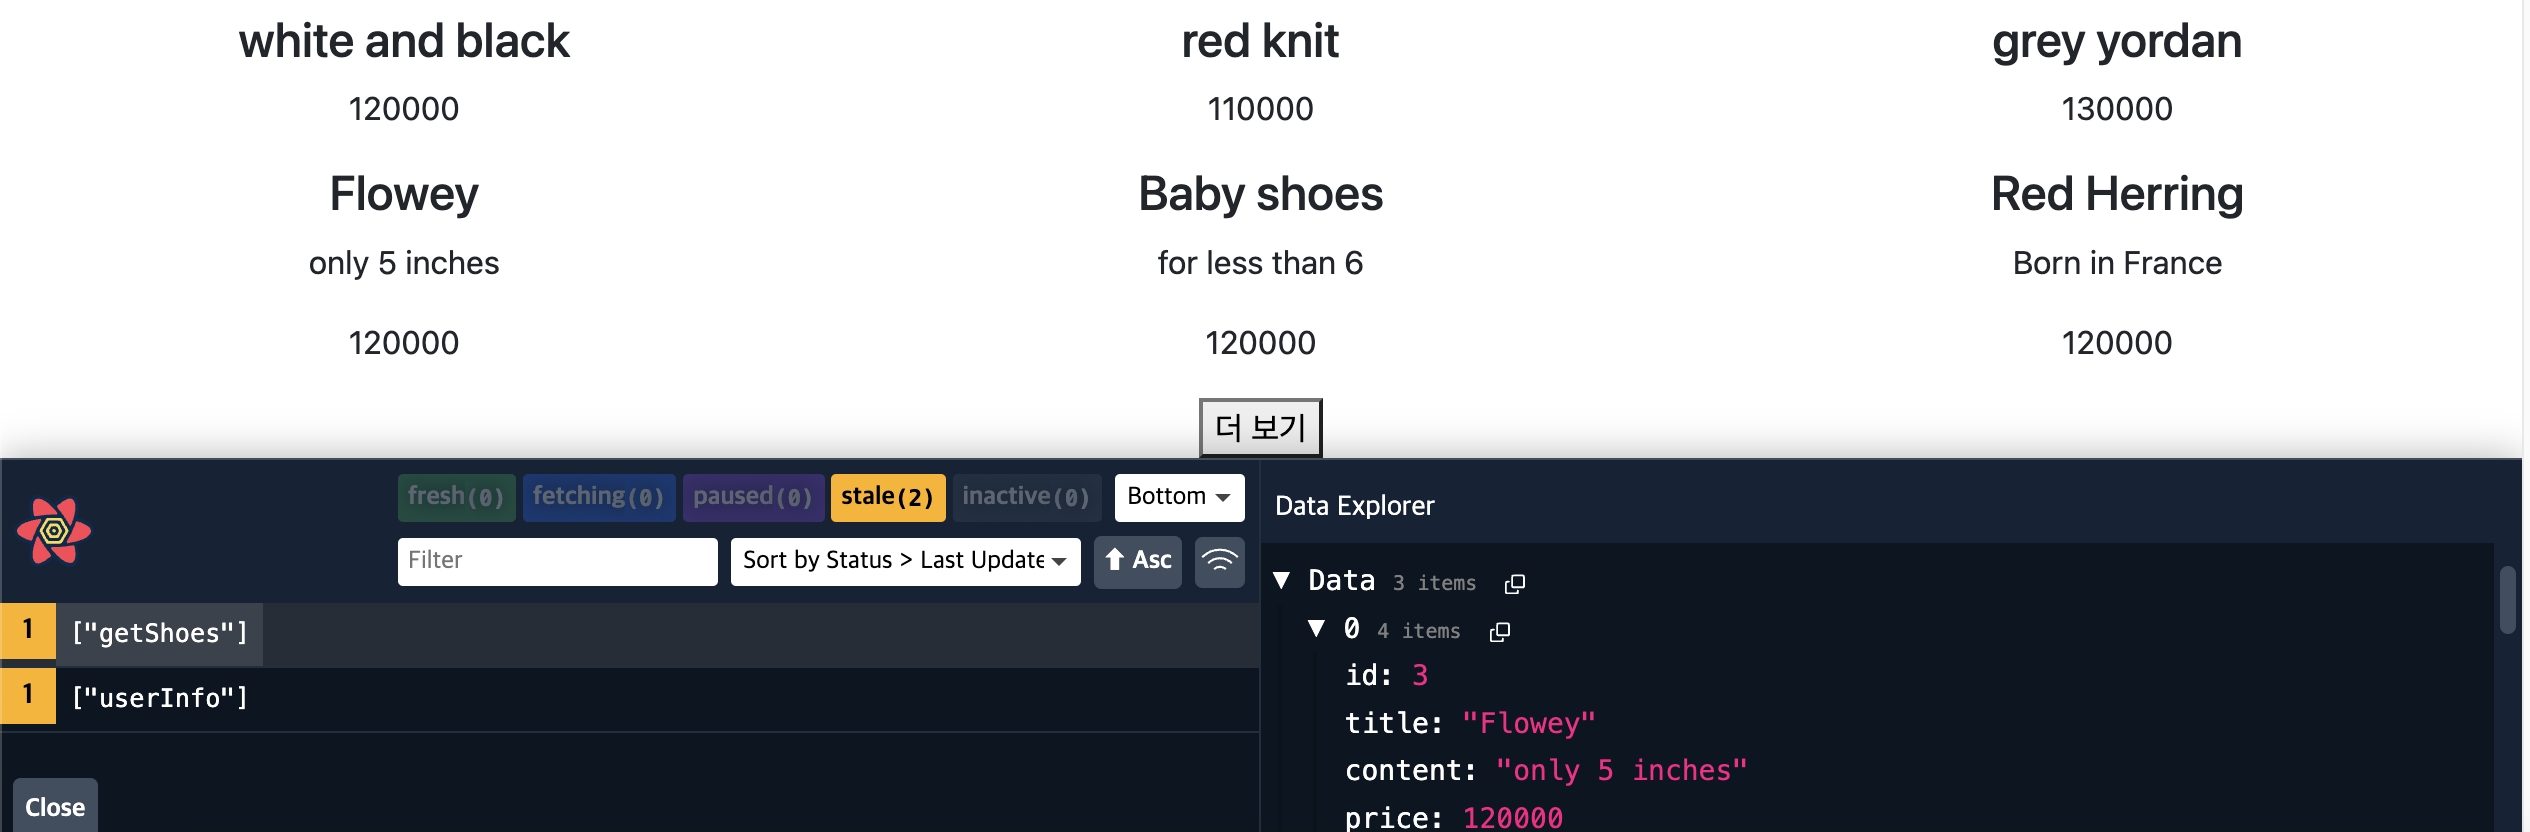 white and black
red knit
grey yordan
120000
110000
130000
Flowey
Baby shoes
Red Herring
only 5 inches
for less than 6
Born in France
120000
120000
120000
더 보기
fresh(0)
fetching(0)
paused(0)
stale(2)
inactive(0)
Bottom
Filter
Sort by Status > Last Update
Asc
1
["getShoes"]
1
["userInfo"]
Close
Data Explorer
Data 3 items
0 4 items
id: 3
title: "Flowey"
content: "only 5 inches"
price: 120000